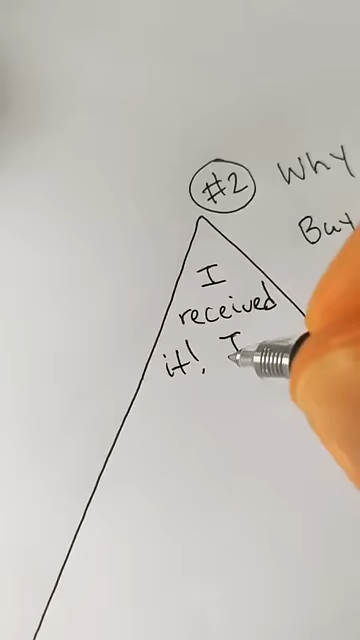 #2 Why
Buy
I
received
it! I